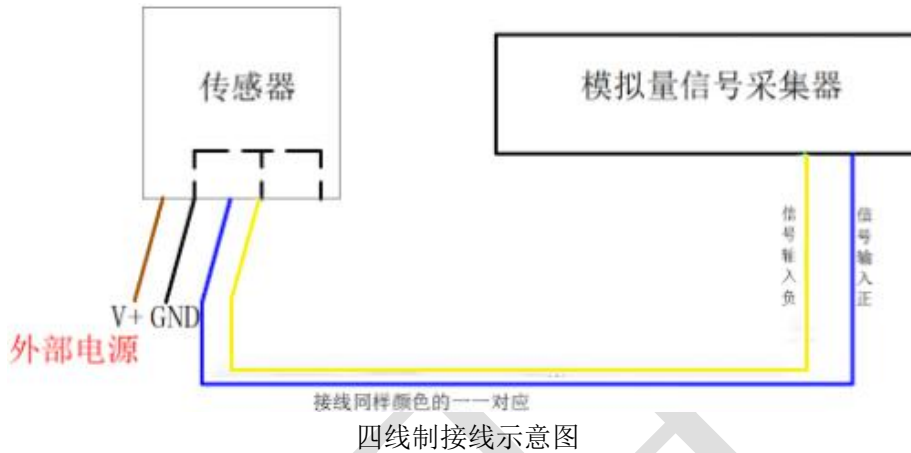 传感器
模拟量信号采集器
信号输入负
信号输入正
V+ GND
外部电源
接线同样颜色的一一对应
四线制接线示意图